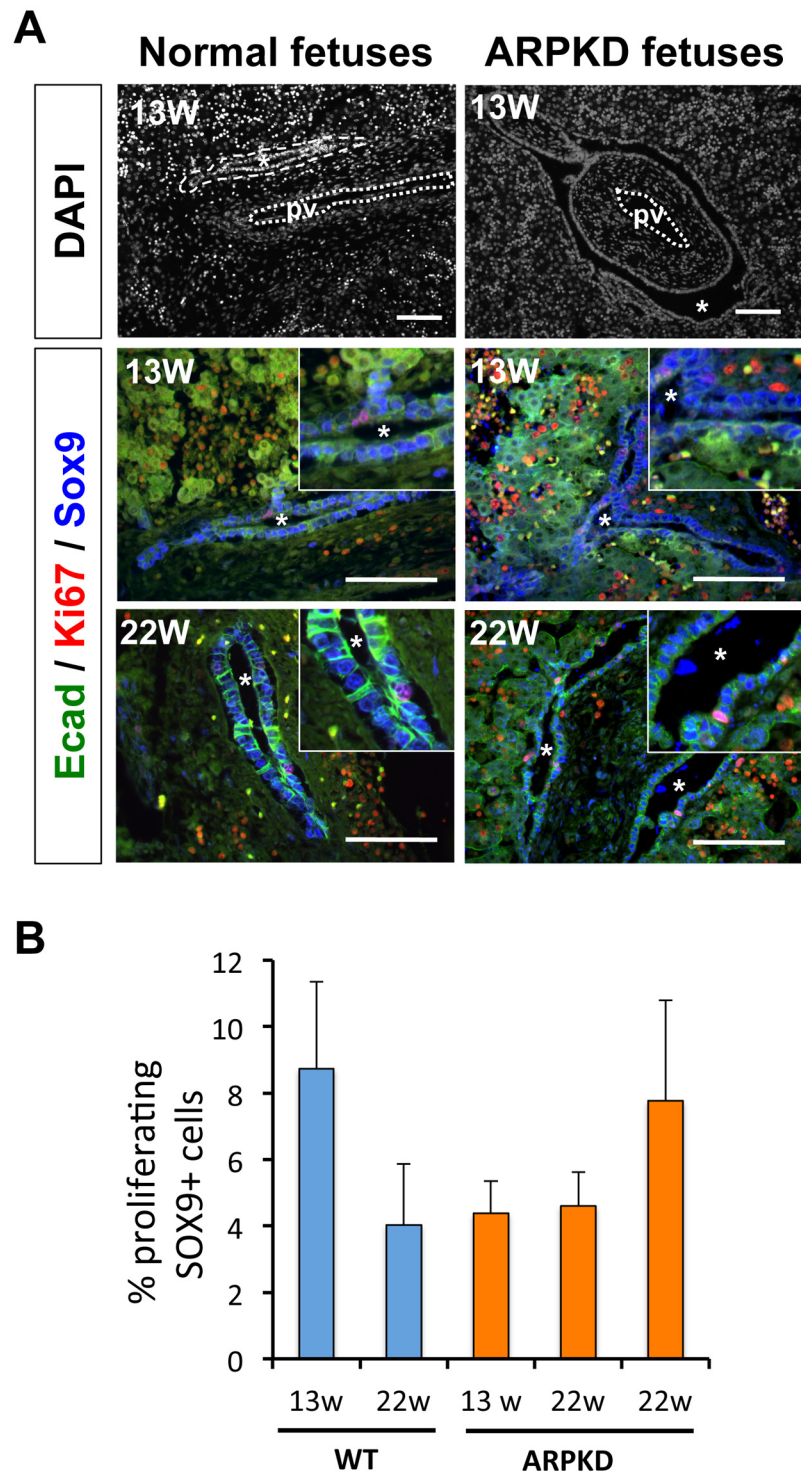 A
Normal fetuses ARPKD fetuses
DAPI
13W
*
pv
13W
pv
*
Ecad / Ki67 / Sox9
13W
*
*
13W
*
*
22W
*
*
22W
*
*
*
B
% proliferating
SOX9+ cells
12
10
8
6
4
2
0
13w 22w 13 w 22w 22w
WT ARPKD